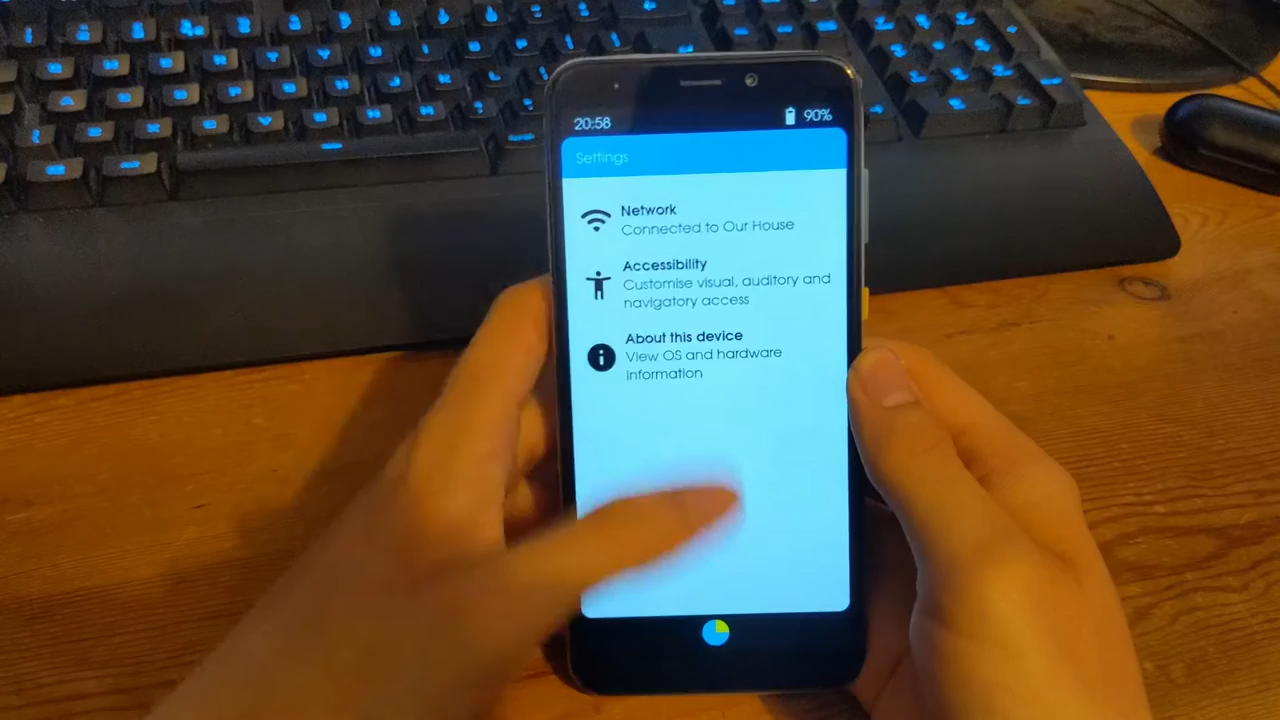 20:58
90%
Settings
Network
Connected to Our House
Accessibility
Customise visual, auditory and
navigatory access
About this device
View OS and hardware
information